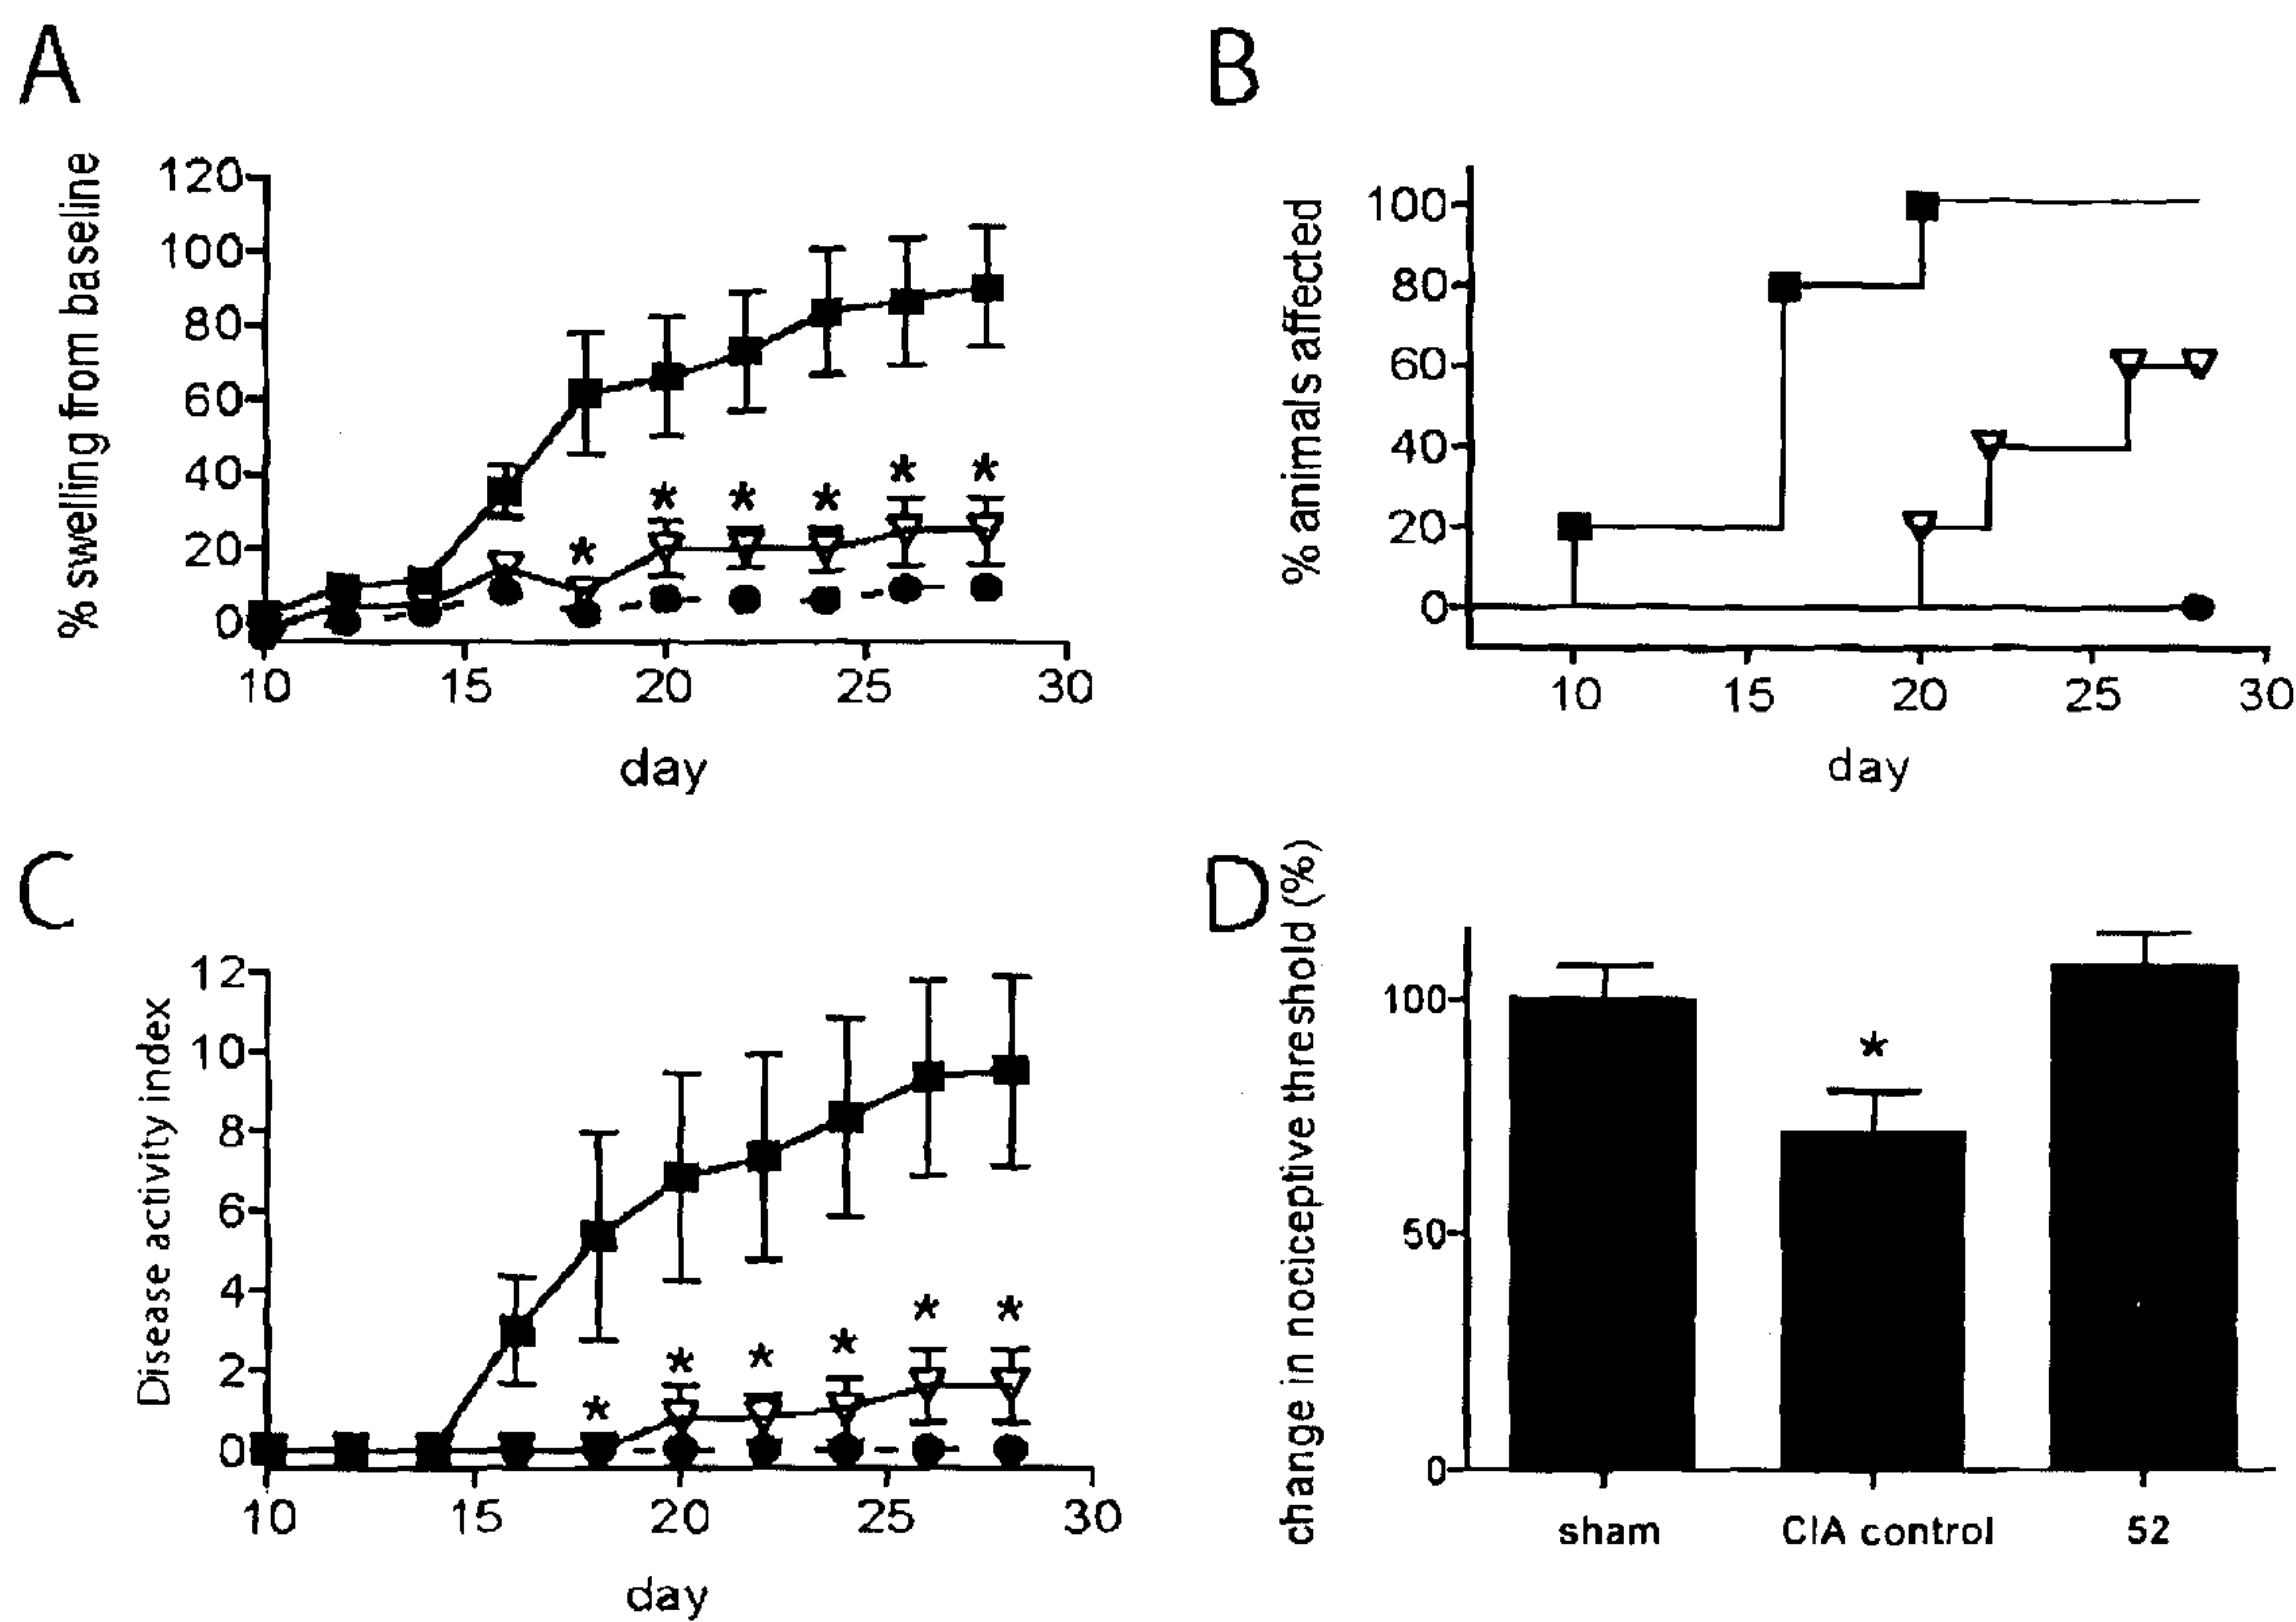 A
% swelling from baseline
120
100
80
60
40
20
0
* * * * * *
10 15 20 25 30
day
B
% animals affected
100
80
60
40
20
0
10 15 20 25 30
day
C
Disease activity index
12
10
8
6
4
2
0
* * * * * *
10 15 20 25 30
day
D
change in nociceptive threshold (%)
100
50
0
*
sham CIA control 52